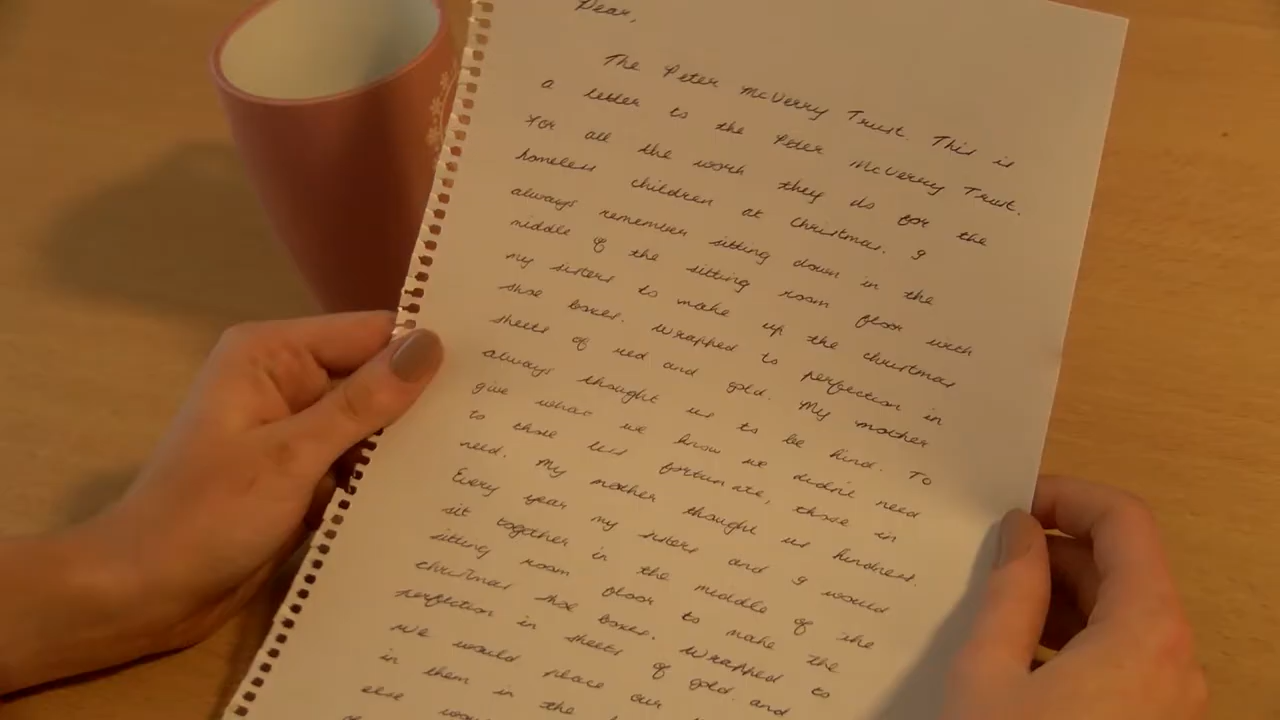 Dear,
The Peter McVerry Trust. This is
a letter to the Peter McVerry Trust.
For all the work they do for the
homeless children at Christmas. I
always remember sitting down in the
middle of the sitting room floor with
my sisters to make up the christmas
shoe boxes. Wrapped to perfection in
sheets of red and gold. My mother
always thought us to be kind. To
give what we know we didn't need
to those less fortunate, those in
need. My mother thought us kindness.
Every year my sisters and I would
sit together in the middle of the
sitting room floor to make the
christmas shoe boxes. Wrapped to
perfection in sheets of gold and
We would place our
in them in the
else